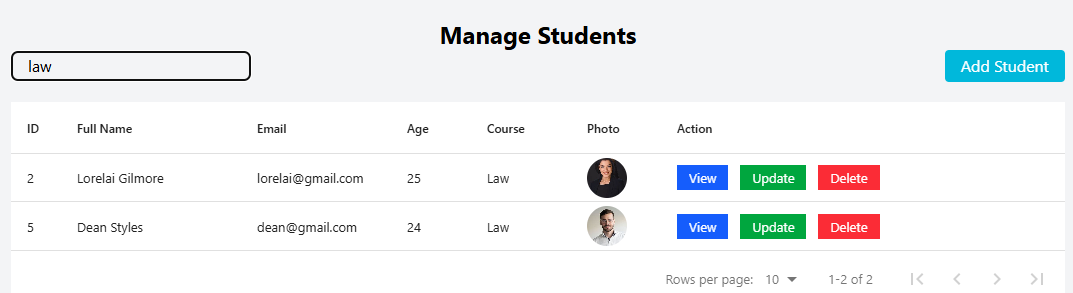 Manage Students
law
Add Student
ID Full Name Email Age Course Photo Action
2 Lorelai Gilmore lorelai@gmail.com 25 Law View Update Delete
5 Dean Styles dean@gmail.com 24 Law View Update Delete
Rows per page: 10 1-2 of 2